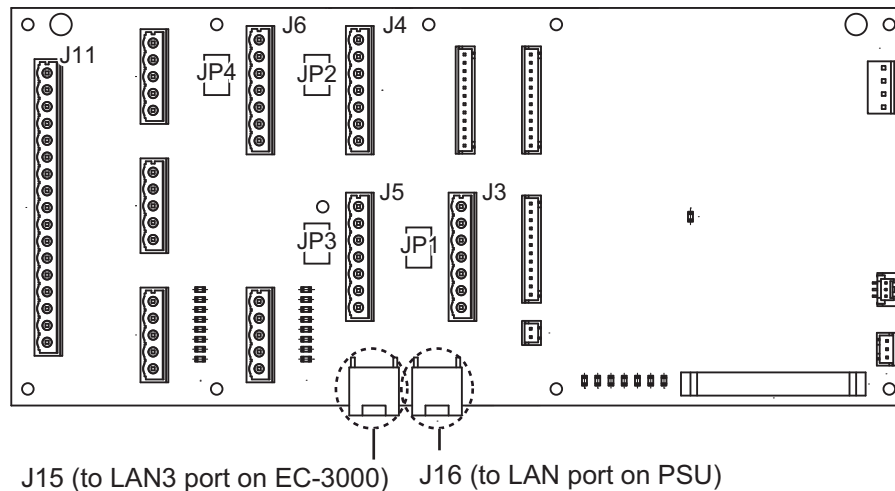 J6
J4
J11
JP4
JP2
J5
J3
JP3
JP1
J15 (to LAN3 port on EC-3000)
J16 (to LAN port on PSU)